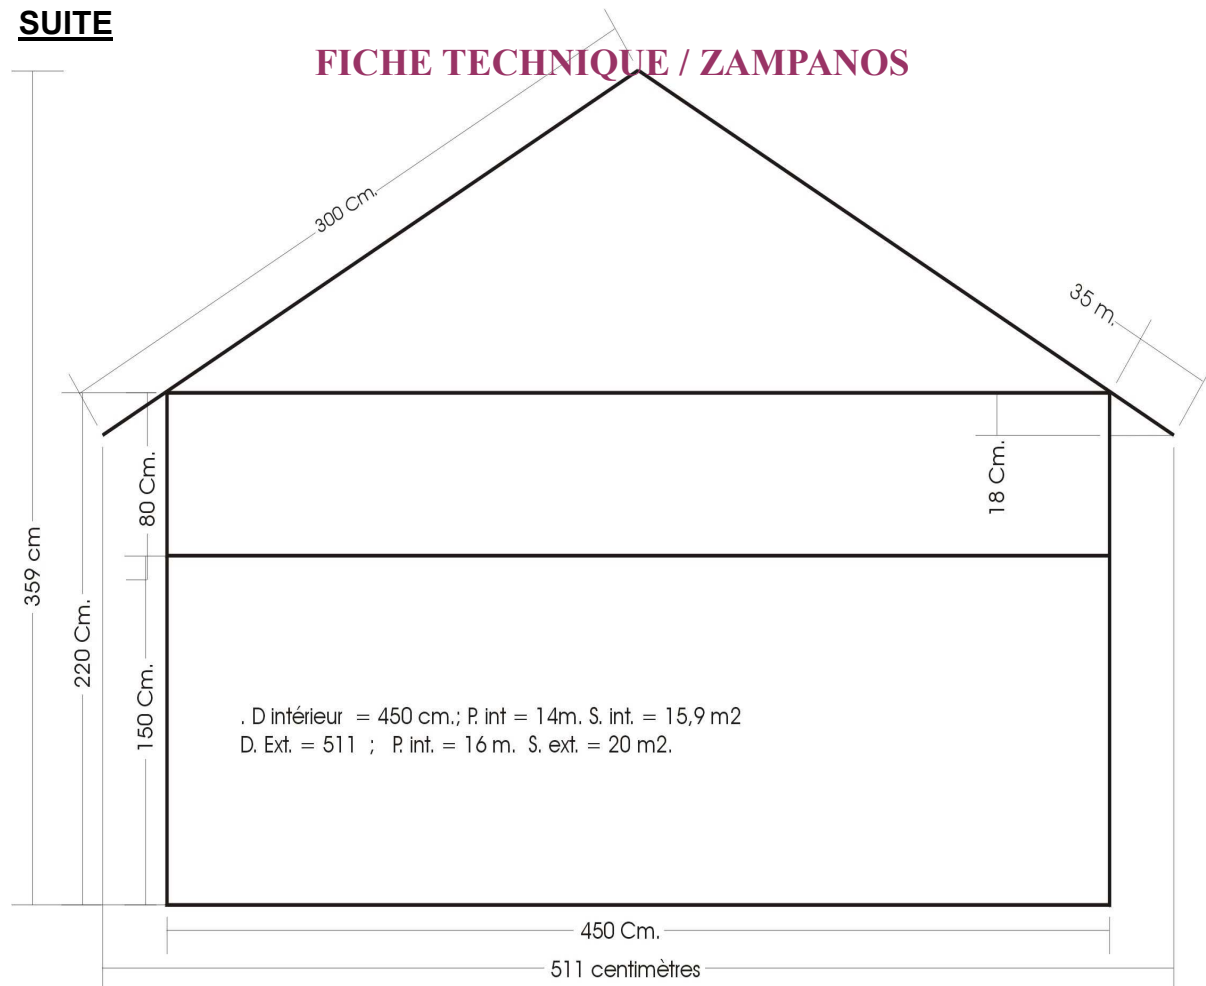 SUITE
FICHE TECHNIQUE / ZAMPANOS
300 Cm.
35 m.
80 Cm.
18 Cm.
359 cm
220 Cm.
150 Cm.
. D intérieur = 450 cm.; P. int = 14m. S. int. = 15,9 m2
D. Ext. = 511 ; P. int. = 16 m. S. ext. = 20 m2.
450 Cm.
511 centimètres